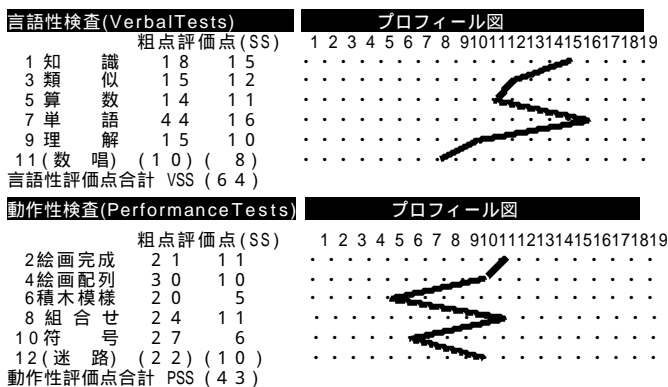 言語性検査(VerbalTests) プロフィール図
粗点評価点(SS) 1 2 3 4 5 6 7 8 9 10 11 12 13 14 15 16 17 18 19
1 知 識 18 15
3 類 似 15 12
5 算 数 14 11
7 単 語 44 16
9 理 解 15 10
11(数 唱) (10)( 8)
言語性評価点合計 VSS (64)
動作性検査(PerformanceTests) プロフィール図
粗点評価点(SS) 1 2 3 4 5 6 7 8 9 10 11 12 13 14 15 16 17 18 19
2絵画完成 21 11
4絵画配列 30 10
6積木模様 20 5
8 組 合 せ 24 11
10符 号 27 6
12(迷 路) (22)(10)
動作性評価点合計 PSS (43)